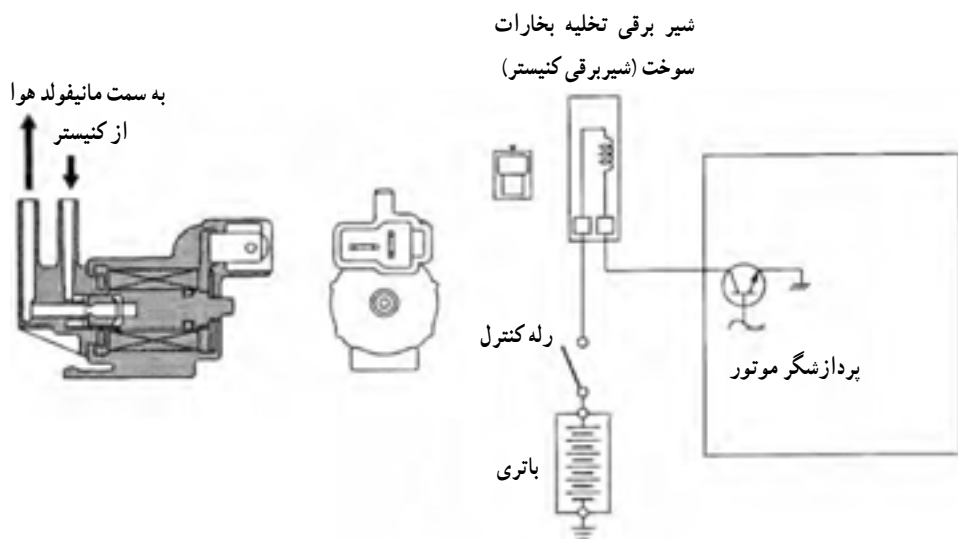 شیر برقی تخلیه بخارات
سوخت (شیربرقی کنیستر)
به سمت مانیفولد هوا
از کنیستر
رله کنترل
پردازشگر موتور
باتری